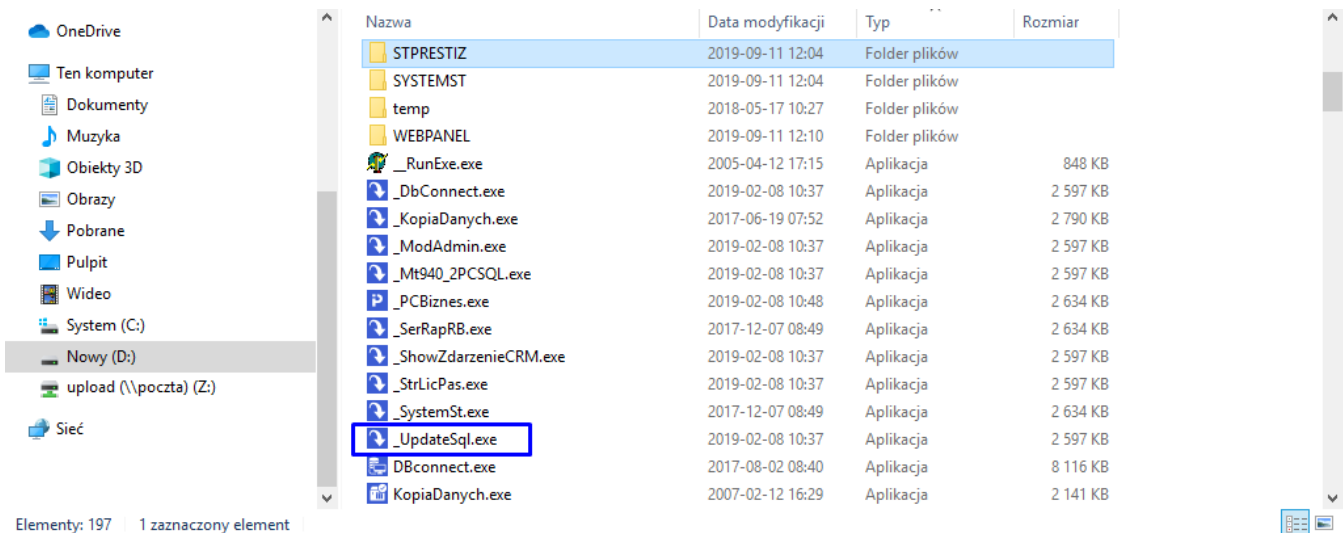 OneDrive
Ten komputer
Dokumenty
Muzyka
Obiekty 3D
Obrazy
Pobrane
Pulpit
Wideo
System (C:)
Nowy (D:)
upload (\\poczta) (Z:)
Sieć
Nazwa Data modyfikacji Typ Rozmiar
STPRESTIZ 2019-09-11 12:04 Folder plików
SYSTEMST 2019-09-11 12:04 Folder plików
temp 2018-05-17 10:27 Folder plików
WEBPANEL 2019-09-11 12:10 Folder plików
__RunExe.exe 2005-04-12 17:15 Aplikacja 848 KB
_DbConnect.exe 2019-02-08 10:37 Aplikacja 2 597 KB
_KopiaDanych.exe 2017-06-19 07:52 Aplikacja 2 790 KB
_ModAdmin.exe 2019-02-08 10:37 Aplikacja 2 597 KB
_Mt940_2PCSQL.exe 2019-02-08 10:37 Aplikacja 2 597 KB
_PCBiznes.exe 2019-02-08 10:48 Aplikacja 2 634 KB
_SerRapRB.exe 2017-12-07 08:49 Aplikacja 2 634 KB
_ShowZdarzenieCRM.exe 2019-02-08 10:37 Aplikacja 2 597 KB
_StrLicPas.exe 2019-02-08 10:37 Aplikacja 2 597 KB
_SystemSt.exe 2017-12-07 08:49 Aplikacja 2 634 KB
_UpdateSql.exe 2019-02-08 10:37 Aplikacja 2 597 KB
DBconnect.exe 2017-08-02 08:40 Aplikacja 8 116 KB
KopiaDanych.exe 2007-02-12 16:29 Aplikacja 2 141 KB
Elementy: 197 1 zaznaczony element